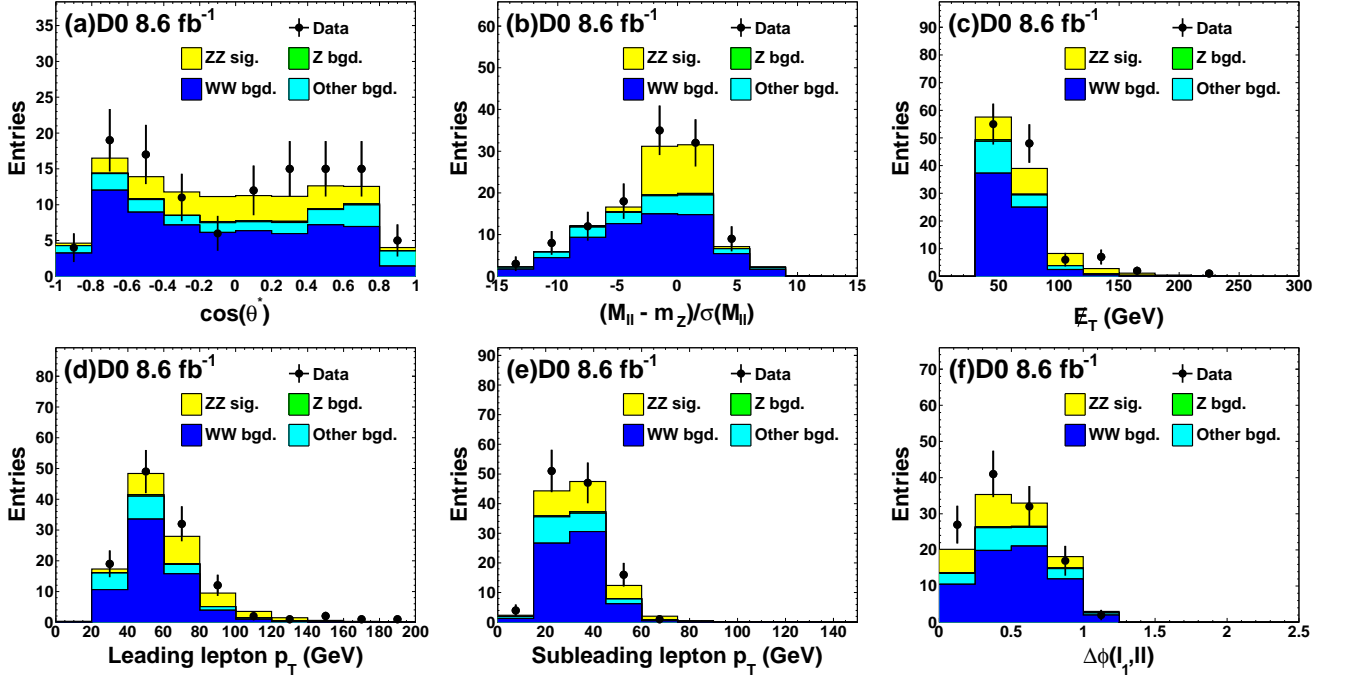 (a)D0 8.6 fb⁻¹
Data
ZZ sig.
Z bgd.
WW bgd.
Other bgd.
Entries
35
30
25
20
15
10
5
0
-1 -0.8 -0.6 -0.4 -0.2 0 0.2 0.4 0.6 0.8 1
cos(θ*)
(b)D0 8.6 fb⁻¹
Data
ZZ sig.
Z bgd.
WW bgd.
Other bgd.
Entries
60
50
40
30
20
10
0
-15 -10 -5 0 5 10 15
(M_ll - m_Z)/σ(M_ll)
(c)D0 8.6 fb⁻¹
Data
ZZ sig.
Z bgd.
WW bgd.
Other bgd.
Entries
90
80
70
60
50
40
30
20
10
0
0 50 100 150 200 250 300
E̸_T (GeV)
(d)D0 8.6 fb⁻¹
Data
ZZ sig.
Z bgd.
WW bgd.
Other bgd.
Entries
80
70
60
50
40
30
20
10
0
0 20 40 60 80 100 120 140 160 180 200
Leading lepton p_T (GeV)
(e)D0 8.6 fb⁻¹
Data
ZZ sig.
Z bgd.
WW bgd.
Other bgd.
Entries
90
80
70
60
50
40
30
20
10
0
0 20 40 60 80 100 120 140
Subleading lepton p_T (GeV)
(f)D0 8.6 fb⁻¹
Data
ZZ sig.
Z bgd.
WW bgd.
Other bgd.
Entries
70
60
50
40
30
20
10
0
0 0.5 1 1.5 2 2.5
Δϕ(l_1,ll)